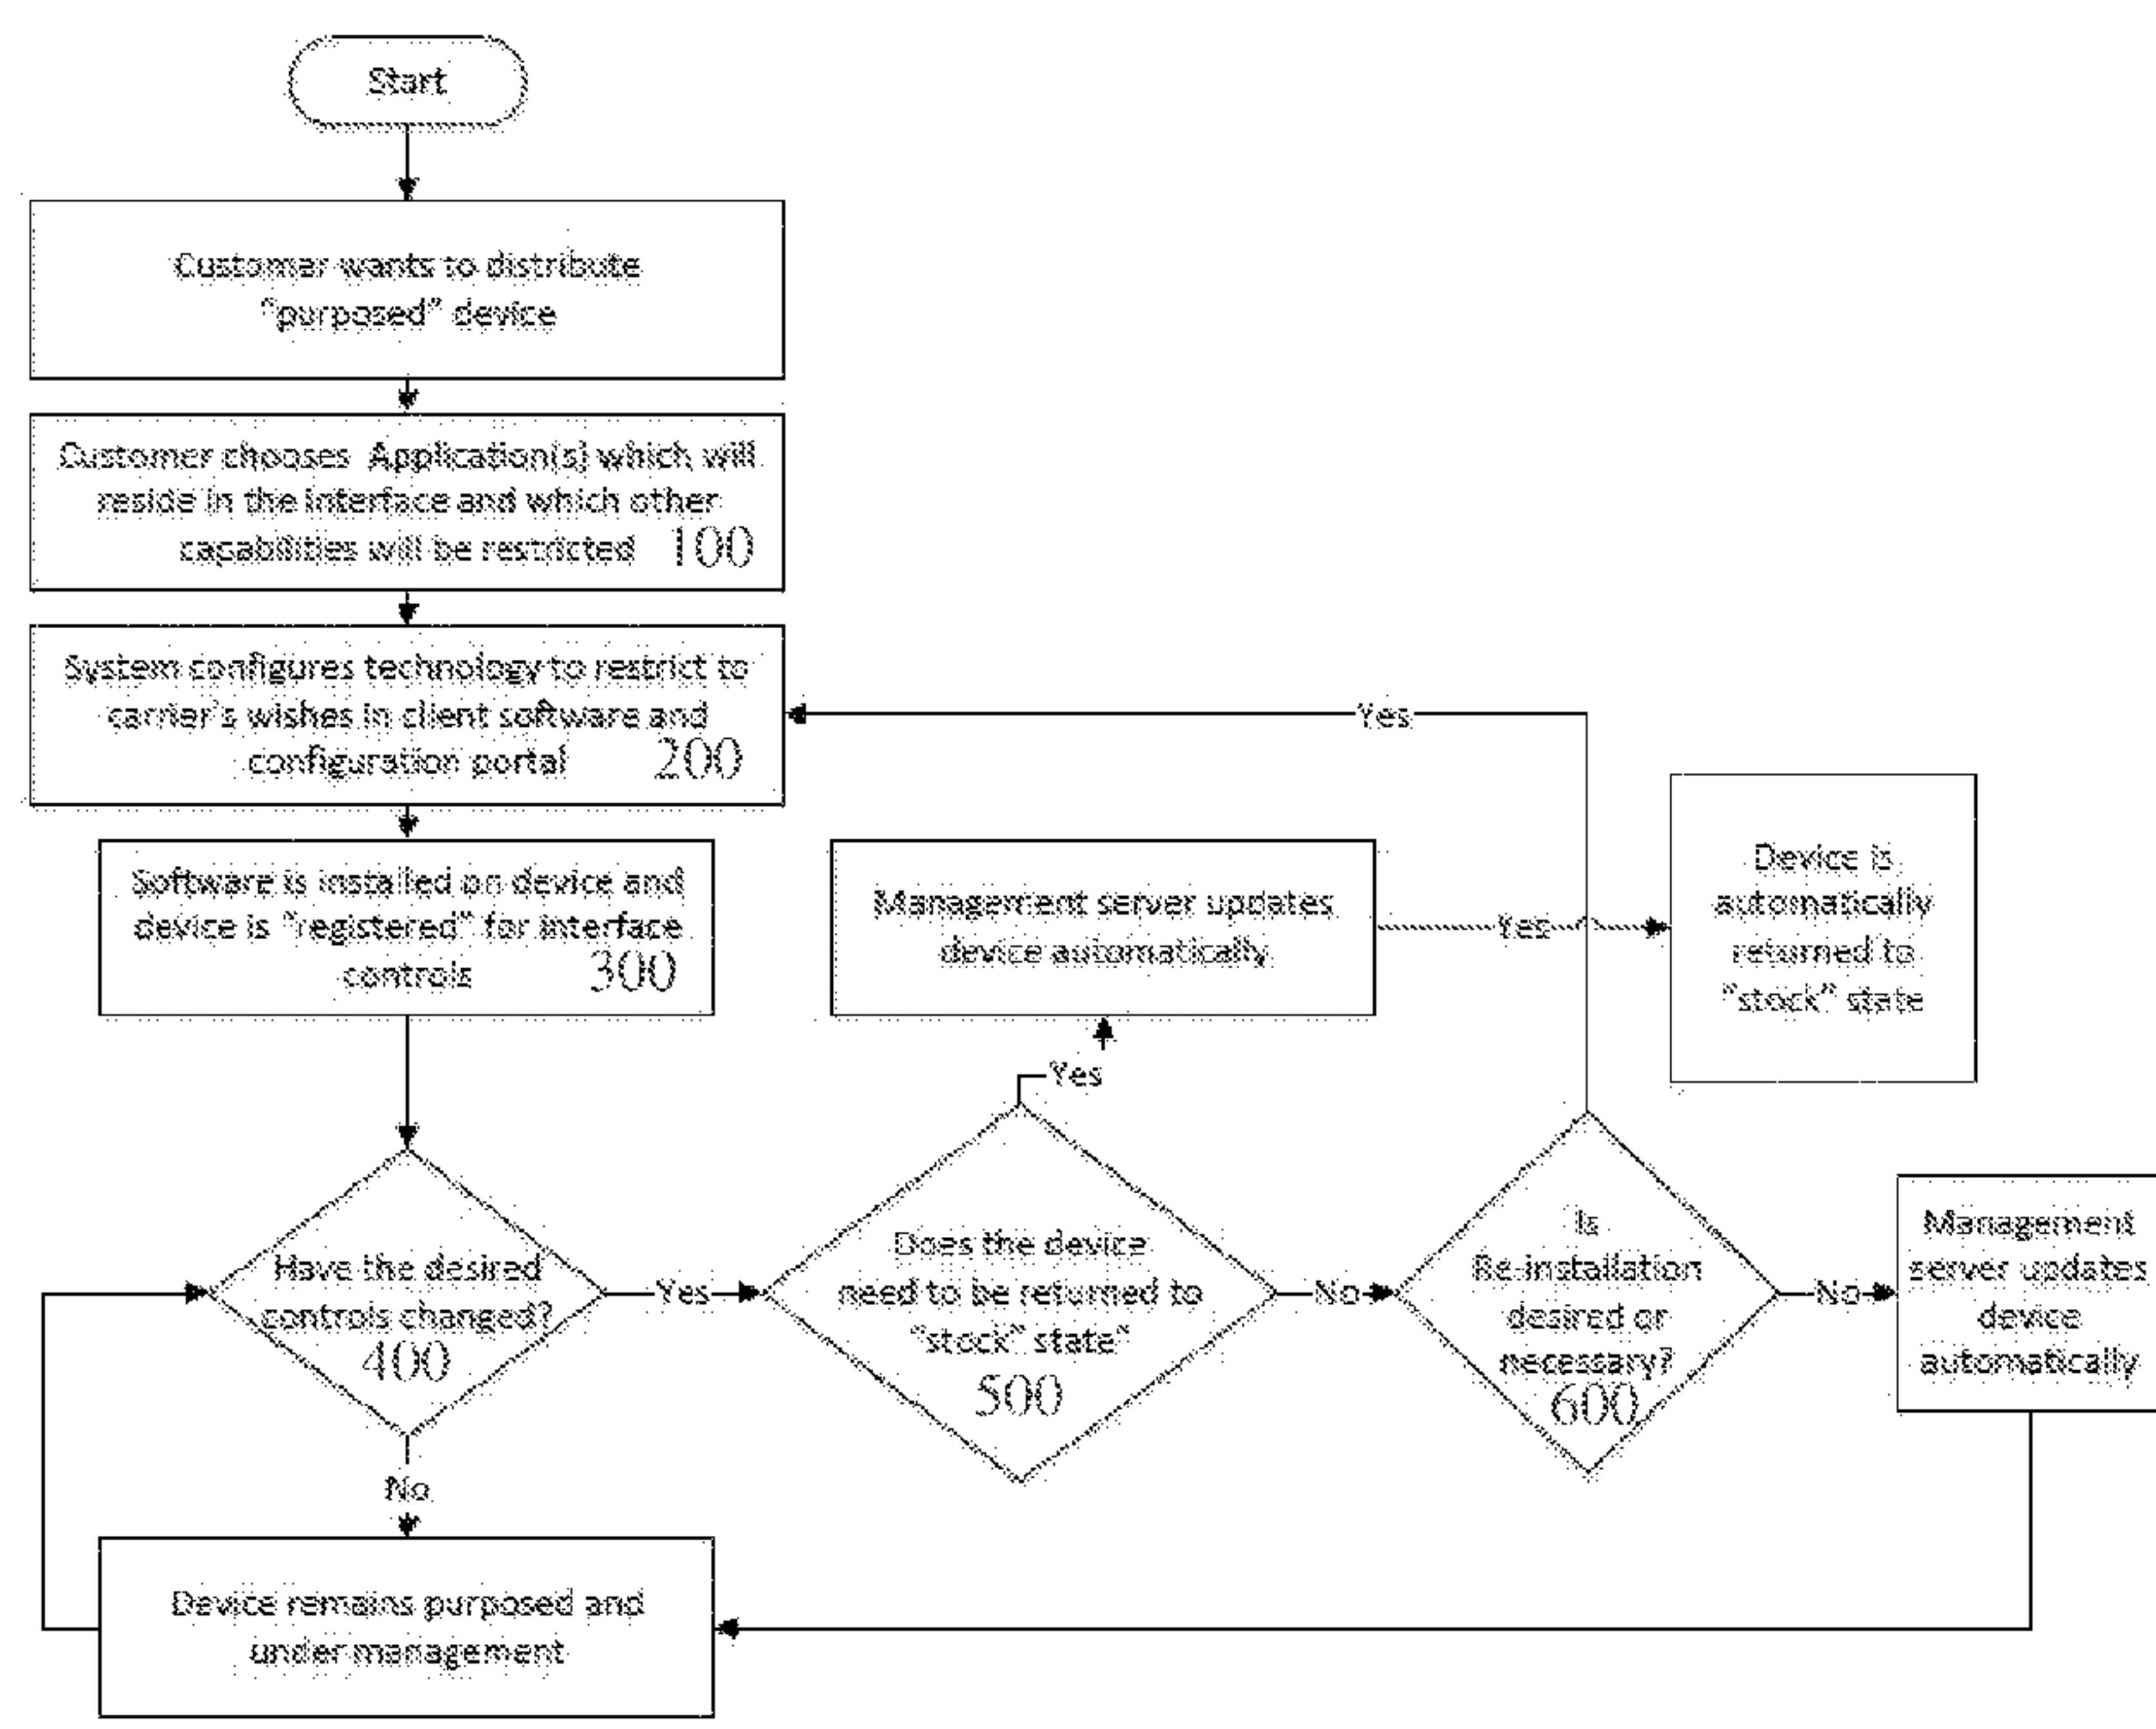 Start
Customer wants to distribute
“purposed” device
Customer chooses Application(s) which will
reside in the interface and which other
capabilities will be restricted 100
System configures technology to restrict to
carrier's wishes in client software and
configuration portal 200
Yes
Software is installed on device and
device is “registered” for interface
controls 300
Management server updates
device automatically
Yes
Device is
automatically
returned to
“stock” state
Yes
Have the desired
controls changed?
400
Yes
Does the device
need to be returned to
“stock” state“
500
No
Is
Re-installation
desired or
necessary?
600
No
Management
server updates
device
automatically
No
Device remains purposed and
under management